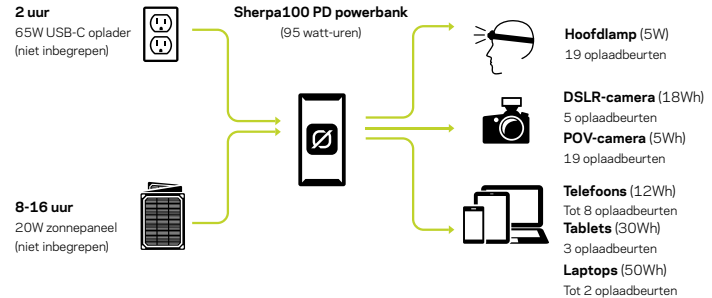 2 uur
65W USB-C oplader
(niet inbegrepen)
8-16 uur
20W zonnepaneel
(niet inbegrepen)
Sherpa100 PD powerbank
(95 watt-uren)
Hoofdlamp (5W)
19 oplaadbeurten
DSLR-camera (18Wh)
5 oplaadbeurten
POV-camera (5Wh)
19 oplaadbeurten
Telefoons (12Wh)
Tot 8 oplaadbeurten
Tablets (30Wh)
3 oplaadbeurten
Laptops (50Wh)
Tot 2 oplaadbeurten